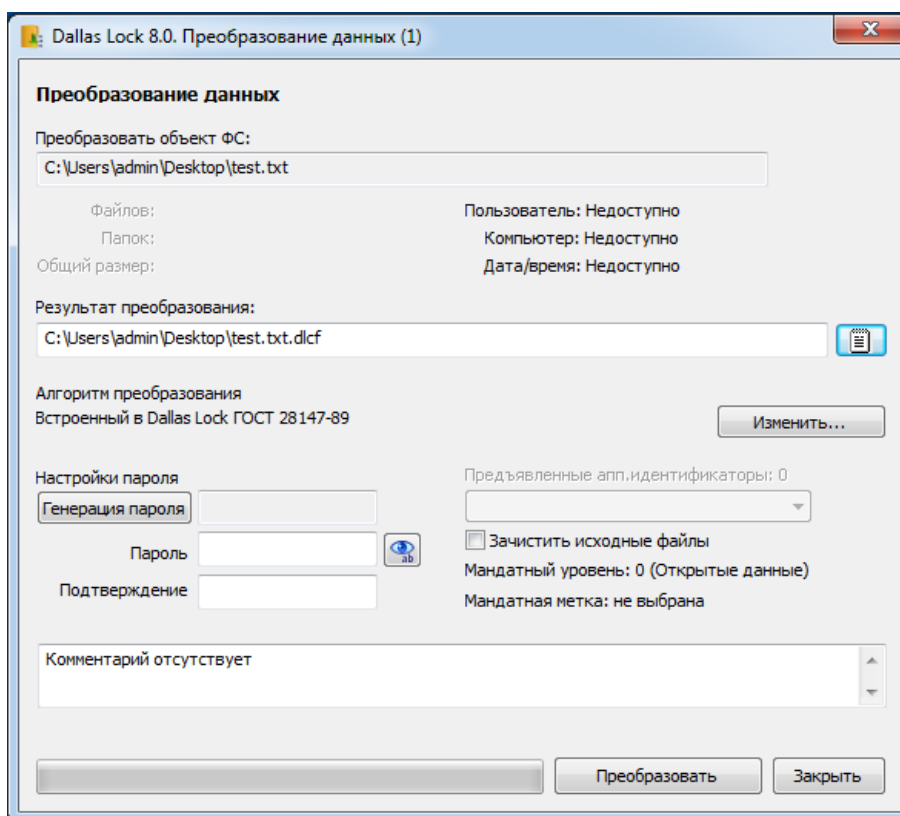 Dallas Lock 8.0. Преобразование данных (1)
Преобразование данных
Преобразовать объект ФС:
C:\Users\admin\Desktop\test.txt
Файлов:
Папок:
Общий размер:
Пользователь: Недоступно
Компьютер: Недоступно
Дата/время: Недоступно
Результат преобразования:
C:\Users\admin\Desktop\test.txt.dlcf
Алгоритм преобразования
Встроенный в Dallas Lock ГОСТ 28147-89
Изменить...
Настройки пароля
Генерация пароля
Пароль
ab
Подтверждение
Предъявленные апп.идентификаторы: 0
Зачистить исходные файлы
Мандатный уровень: 0 (Открытые данные)
Мандатная метка: не выбрана
Комментарий отсутствует
Преобразовать
Закрыть